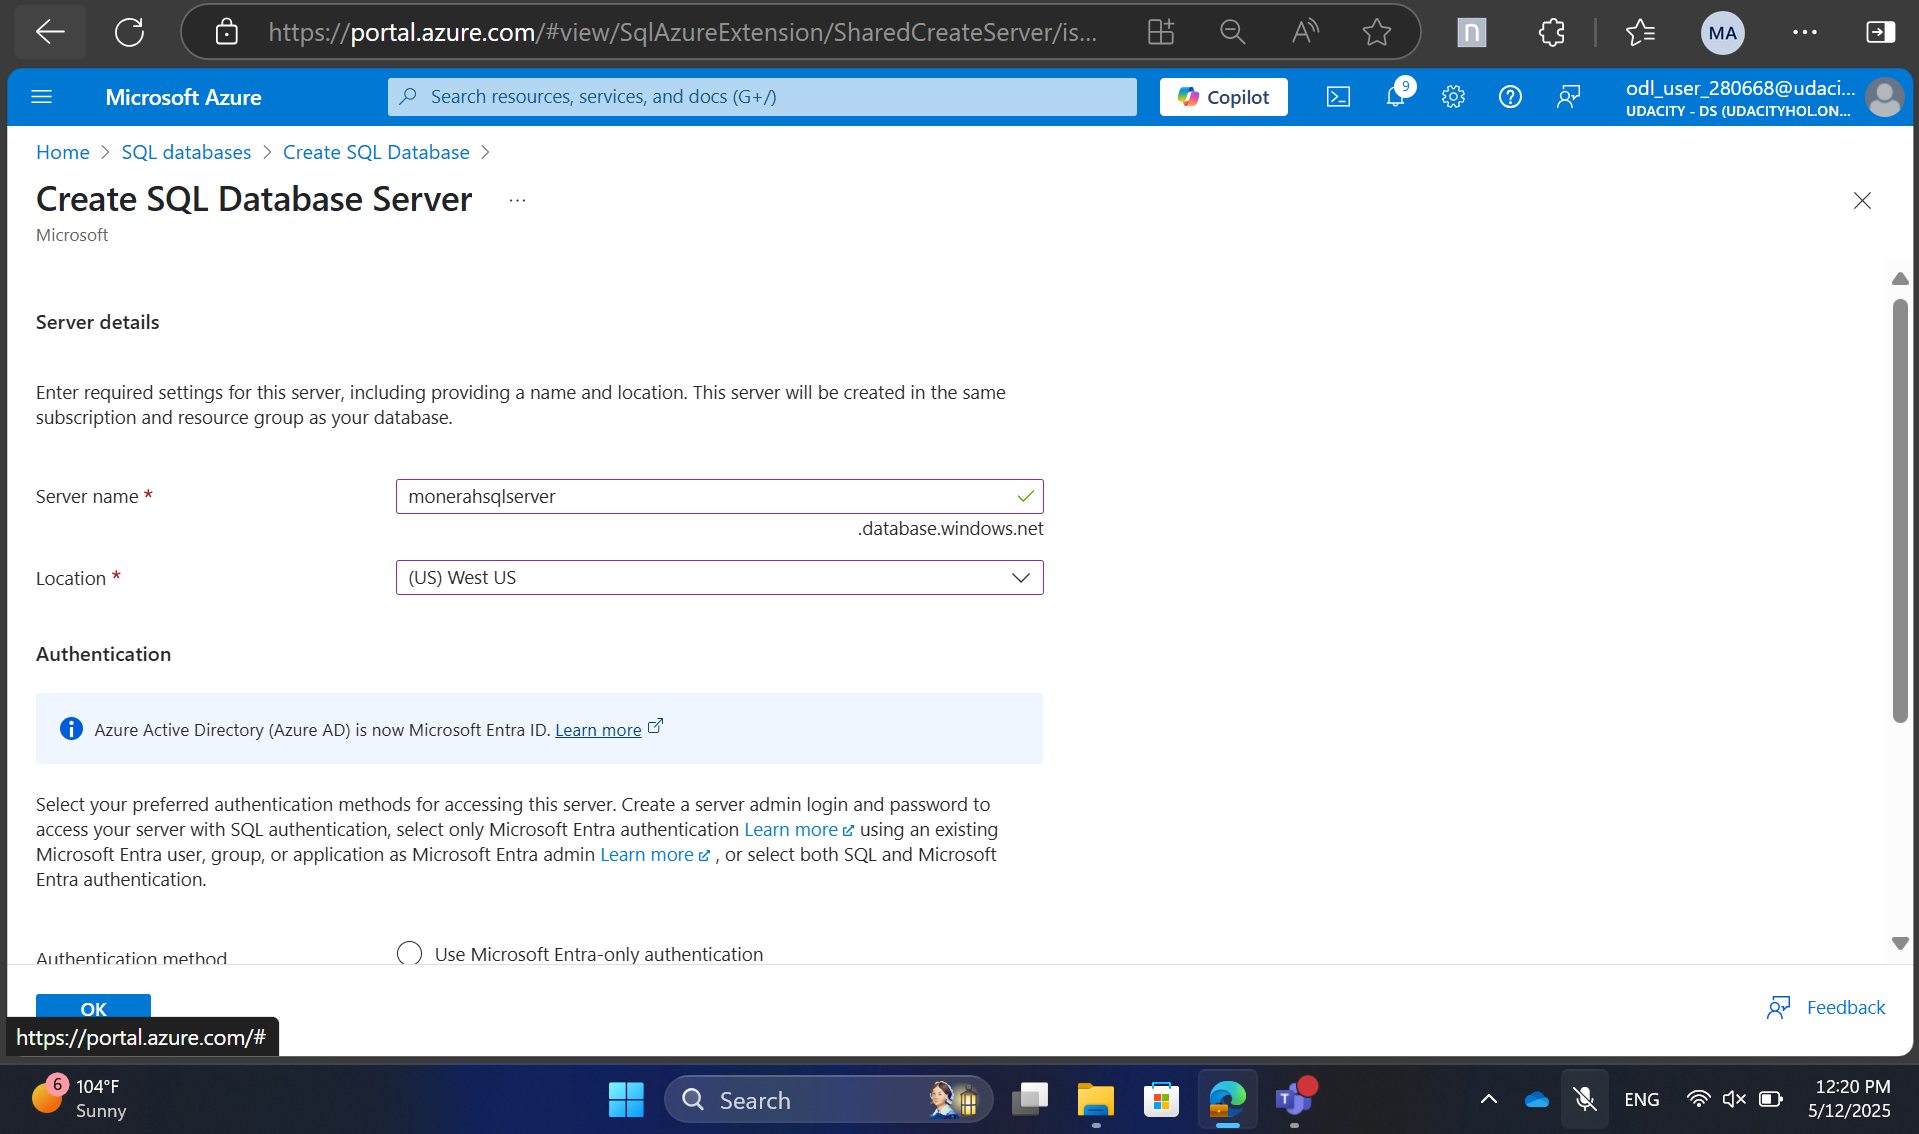 https://portal.azure.com/#view/SqlAzureExtension/SharedCreateServer/is...
n
MA
Microsoft Azure
Search resources, services, and docs (G+/)
Copilot
9
odl_user_280668@udaci...
UDACITY - DS (UDACITYHOL.ON...
Home > SQL databases > Create SQL Database >
Create SQL Database Server ...
Microsoft
Server details
Enter required settings for this server, including providing a name and location. This server will be created in the same
subscription and resource group as your database.
Server name *
monerahsqlserver
.database.windows.net
Location *
(US) West US
Authentication
Azure Active Directory (Azure AD) is now Microsoft Entra ID. Learn more
Select your preferred authentication methods for accessing this server. Create a server admin login and password to
access your server with SQL authentication, select only Microsoft Entra authentication Learn more using an existing
Microsoft Entra user, group, or application as Microsoft Entra admin Learn more , or select both SQL and Microsoft
Entra authentication.
Authentication method
Use Microsoft Entra-only authentication
OK
Feedback
https://portal.azure.com/#
6
104°F
Sunny
Search
ENG
12:20 PM
5/12/2025